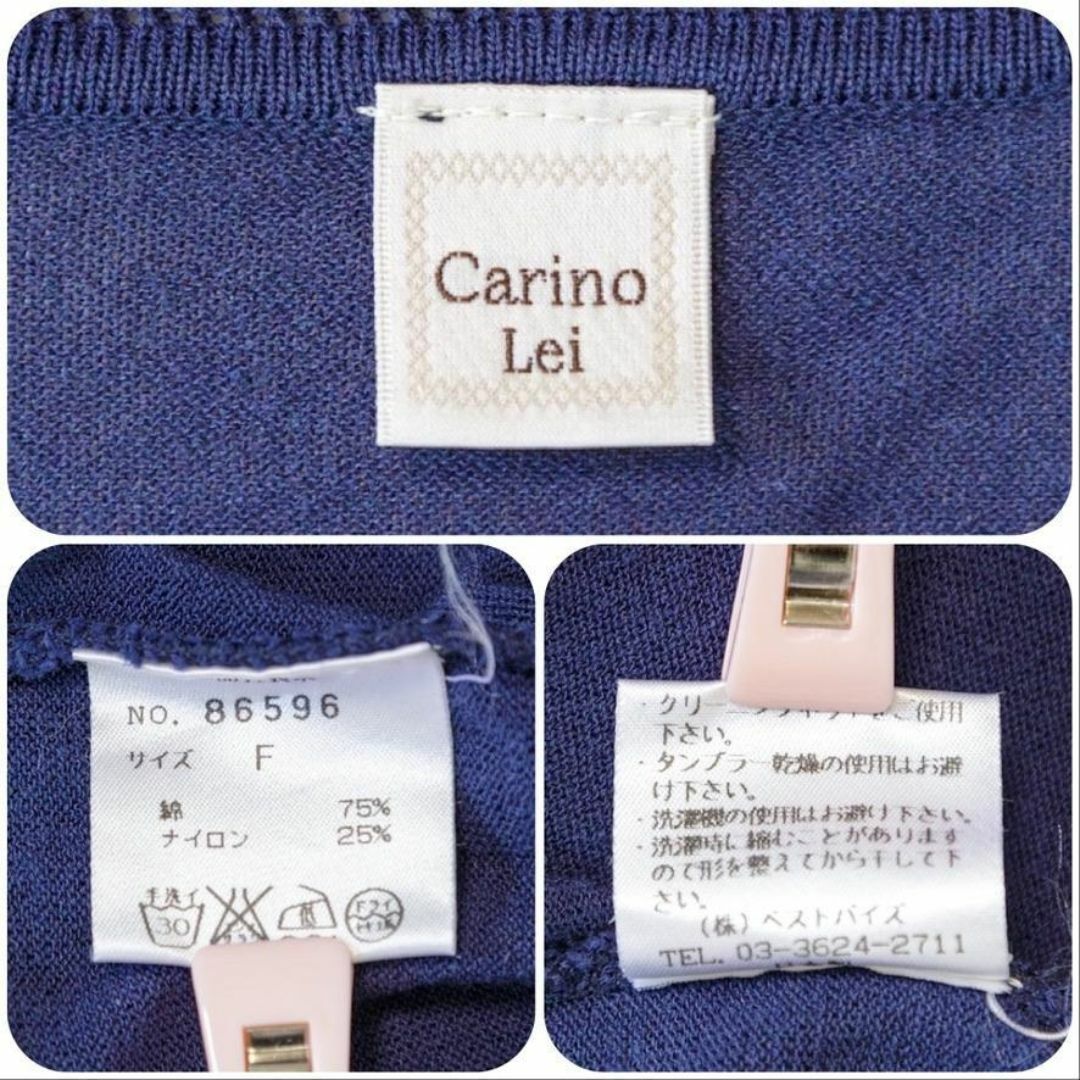 Carino
Lei
NO. 86596
サイズ F
綿 75%
ナイロン 25%
手洗イ
30
低
ドライ
下さい。
・タンブラー乾燥の使用はお避
け下さい。
・洗濯機の使用はお避け下さい。
・洗濯時に縮むことがあります
ので形を整えてから干して下
さい。
(株) ベストバイズ
TEL. 03-3624-2711